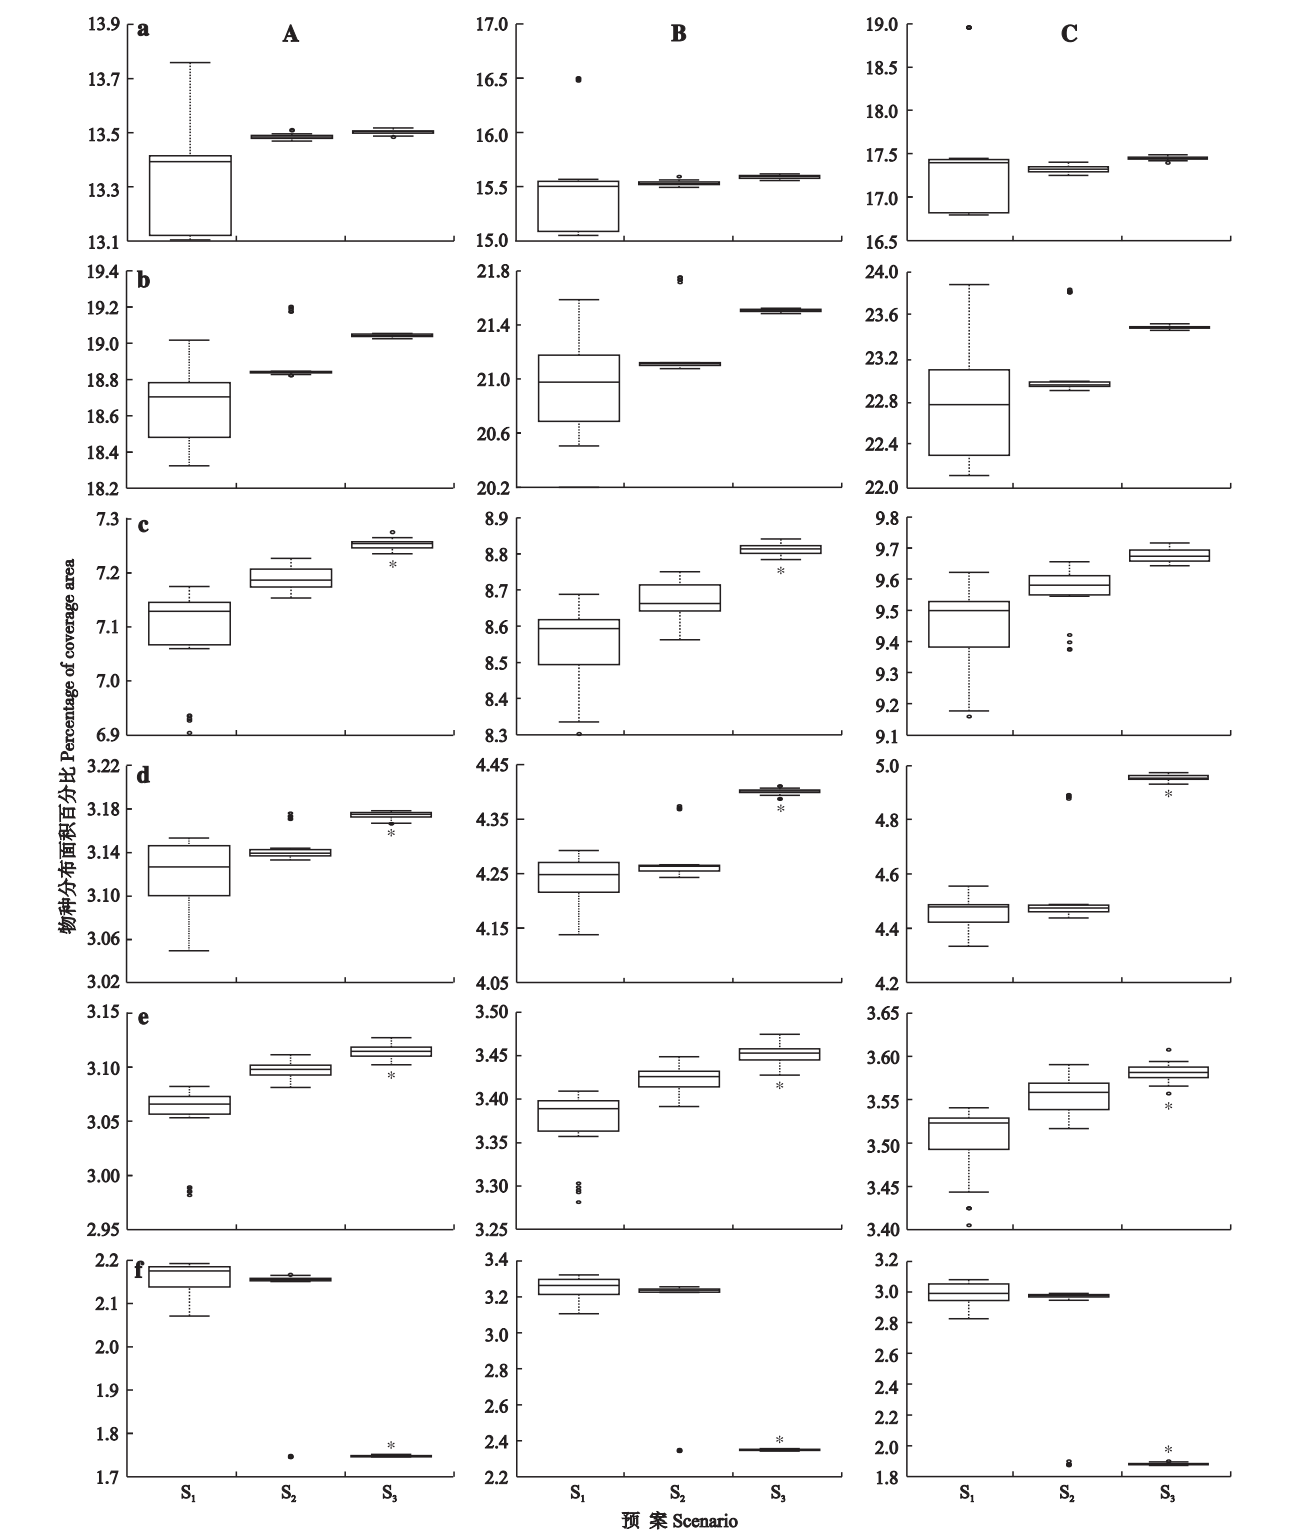 a A B C
13.9 17.0 19.0
13.7 16.5 18.5
13.5 16.0 18.0
13.3 15.5 17.5
13.1 15.0 17.0
16.5
b
19.4 21.8 24.0
19.2 21.4 23.6
19.0 21.0 23.2
18.8 20.6 22.8
18.6 20.2 22.4
18.4 22.0
18.2
c
7.3 8.9 9.8
7.2 8.8 9.7
7.1 8.7 9.6
7.0 8.6 9.5
6.9 8.5 9.4
8.4 9.3
8.3 9.2
9.1
* *
物种分布面积百分比 Percentage of coverage area
d
3.22 4.45 5.0
3.18 4.35 4.8
3.14 4.25 4.6
3.10 4.15 4.4
3.06 4.05 4.2
3.02
* * *
e
3.15 3.50 3.65
3.10 3.45 3.60
3.05 3.40 3.55
3.00 3.35 3.50
2.95 3.30 3.45
3.25 3.40
* * *
f
2.2 3.4 3.2
2.1 3.2 3.0
2.0 3.0 2.8
1.9 2.8 2.6
1.8 2.6 2.4
1.7 2.4 2.2
2.2 2.0
1.8
* * *
S1 S2 S3 S1 S2 S3 S1 S2 S3
预 案 Scenario